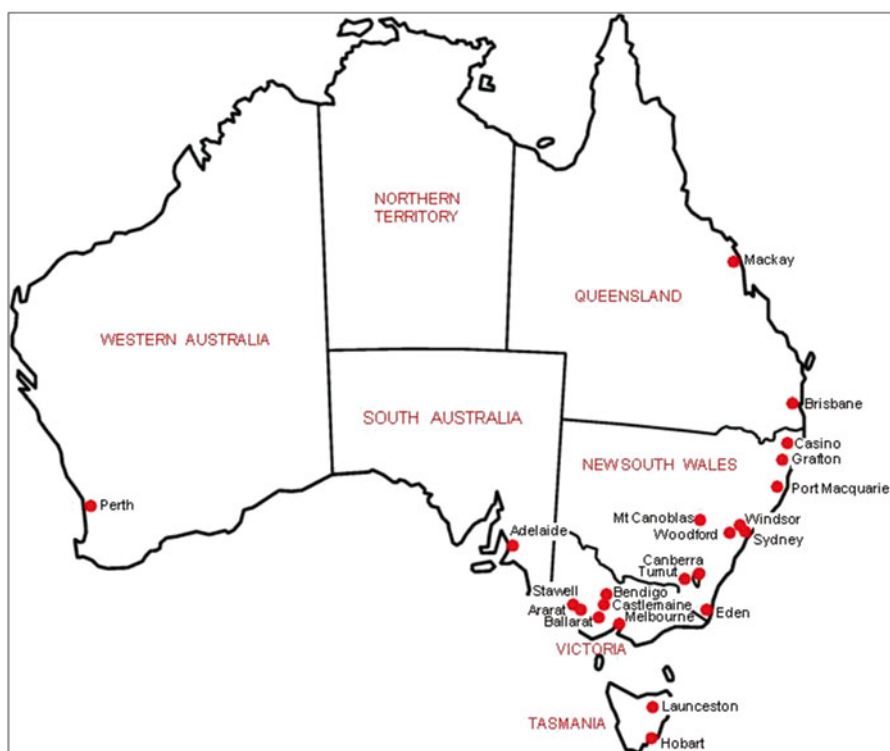 NORTHERN
TERRITORY
Mackay
QUEENSLAND
WESTERN AUSTRALIA
SOUTH AUSTRALIA
Brisbane
Casino
Grafton
NEW SOUTH WALES
Port Macquarie
Perth
Mt Canoblas
Windsor
Woodford
Sydney
Adelaide
Canberra
Tumut
Stawell
Bendigo
Ararat
Castlemaine
Eden
Ballarat
Melbourne
VICTORIA
Launceston
TASMANIA
Hobart